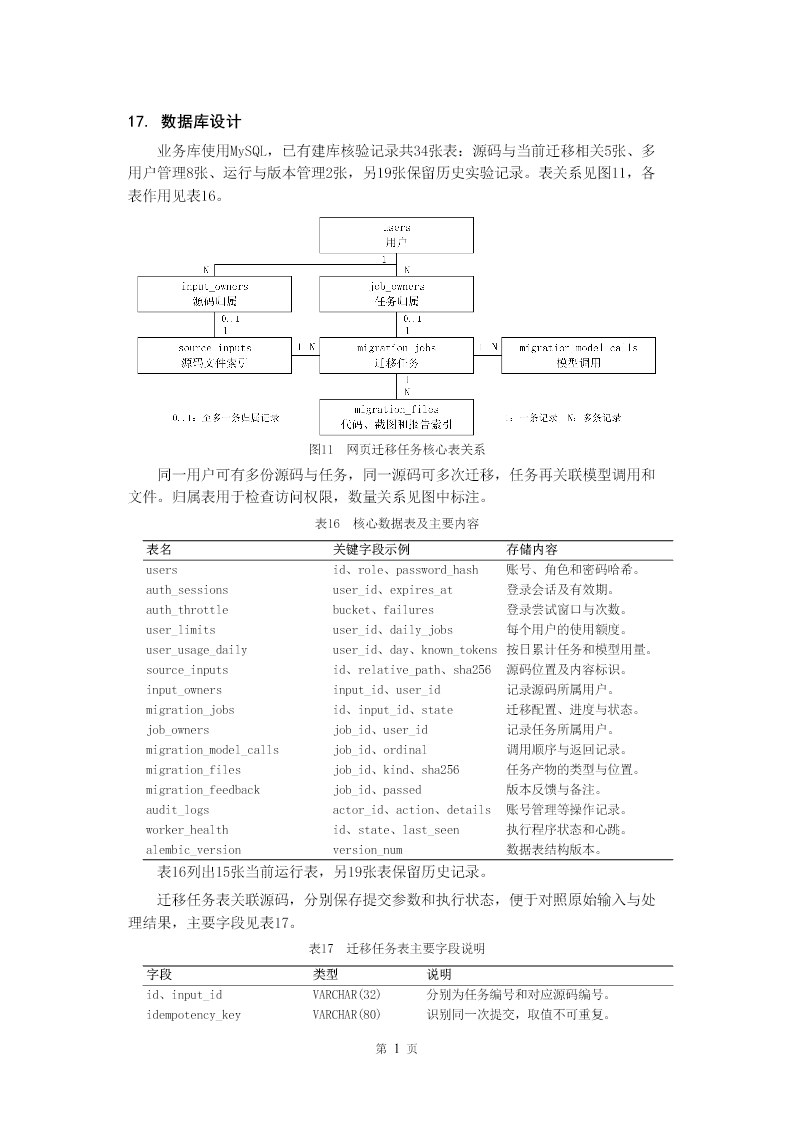 17. 数据库设计
业务库使用MySQL，已有建库核验记录共34张表：源码与当前迁移相关5张、多
用户管理8张、运行与版本管理2张，另19张保留历史实验记录。表关系见图11，各
表作用见表16。
users
用户
1
N N
input_owners job_owners
源码归属 任务归属
0..1 0..1
1 1
source_inputs 1 N migration_jobs 1 N migration_model_calls
源码文件索引 迁移任务 模型调用
1
N
migration_files
代码、截图和报告索引
0..1：至多一条归属记录 1：一条记录 N：多条记录
图11 网页迁移任务核心表关系
同一用户可有多份源码与任务，同一源码可多次迁移，任务再关联模型调用和
文件。归属表用于检查访问权限，数量关系见图中标注。
表16 核心数据表及主要内容
表名 关键字段示例 存储内容
users id、role、password_hash 账号、角色和密码哈希。
auth_sessions user_id、expires_at 登录会话及有效期。
auth_throttle bucket、failures 登录尝试窗口与次数。
user_limits user_id、daily_jobs 每个用户的使用额度。
user_usage_daily user_id、day、known_tokens 按日累计任务和模型用量。
source_inputs id、relative_path、sha256 源码位置及内容标识。
input_owners input_id、user_id 记录源码所属用户。
migration_jobs id、input_id、state 迁移配置、进度与状态。
job_owners job_id、user_id 记录任务所属用户。
migration_model_calls job_id、ordinal 调用顺序与返回记录。
migration_files job_id、kind、sha256 任务产物的类型与位置。
migration_feedback job_id、passed 版本反馈与备注。
audit_logs actor_id、action、details 账号管理等操作记录。
worker_health id、state、last_seen 执行程序状态和心跳。
alembic_version version_num 数据表结构版本。
表16列出15张当前运行表，另19张表保留历史记录。
迁移任务表关联源码，分别保存提交参数和执行状态，便于对照原始输入与处
理结果，主要字段见表17。
表17 迁移任务表主要字段说明
字段 类型 说明
id、input_id VARCHAR(32) 分别为任务编号和对应源码编号。
idempotency_key VARCHAR(80) 识别同一次提交，取值不可重复。
第 1 页